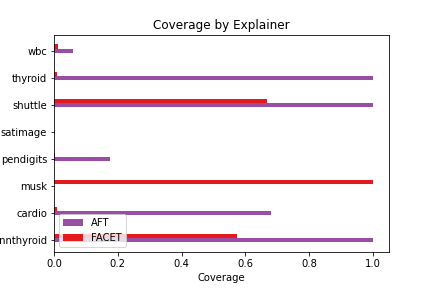 Coverage by Explainer
wbc
thyroid
shuttle
satimage
pendigits
musk
cardio
nnthyroid
AFT
FACET
0.0 0.2 0.4 0.6 0.8 1.0
Coverage